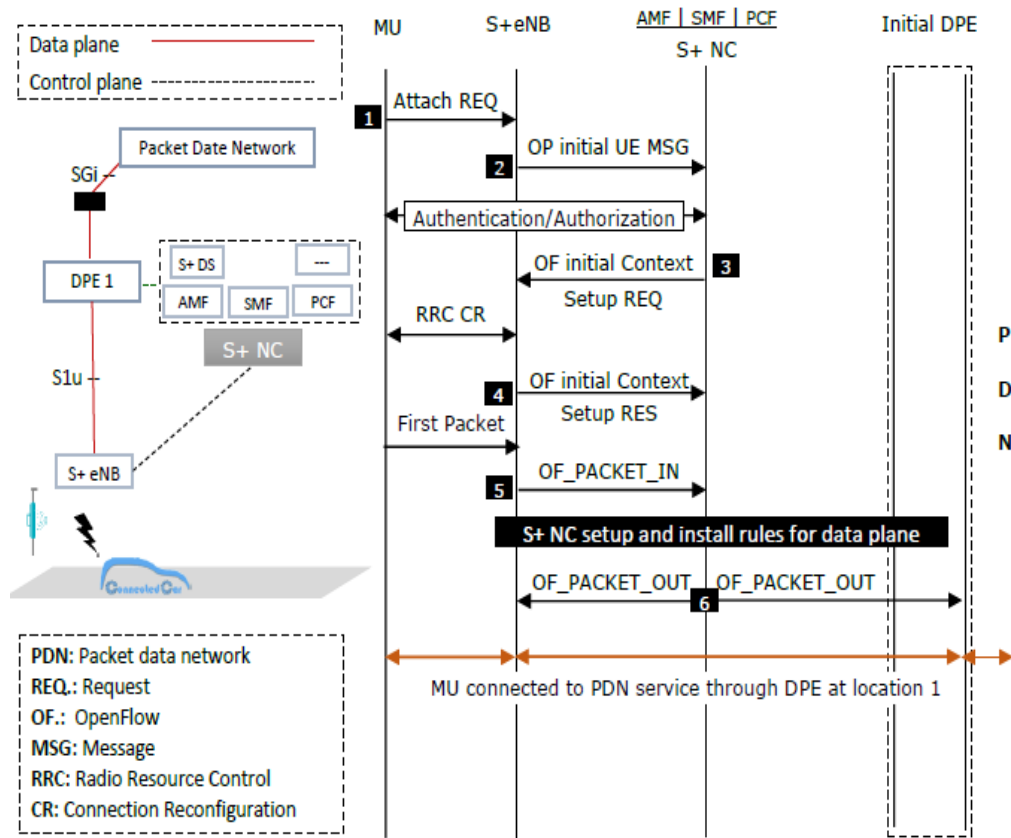 Data plane
Control plane
Packet Date Network
SGi
DPE 1
S+ DS
---
AMF
SMF
PCF
S+ NC
S1u
S+ eNB
Connected Car
PDN: Packet data network
REQ.: Request
OF.: OpenFlow
MSG: Message
RRC: Radio Resource Control
CR: Connection Reconfiguration
MU
S+eNB
AMF | SMF | PCF
S+ NC
Initial DPE
1
Attach REQ
2
OP initial UE MSG
Authentication/Authorization
OF initial Context
3
Setup REQ
RRC CR
4
OF initial Context
Setup RES
First Packet
5
OF_PACKET_IN
S+ NC setup and install rules for data plane
OF_PACKET_OUT
OF_PACKET_OUT
6
MU connected to PDN service through DPE at location 1
P
D
N